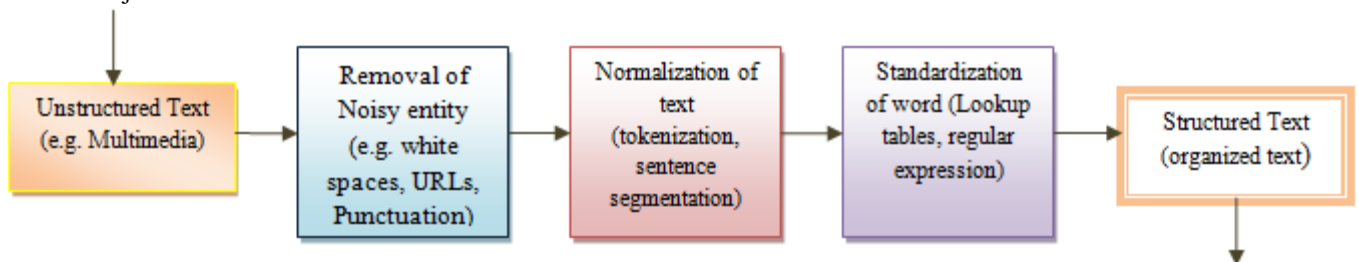 Unstructured Text
(e.g. Multimedia)
Removal of
Noisy entity
(e.g. white
spaces, URLs,
Punctuation)
Normalization of
text
(tokenization,
sentence
segmentation)
Standardization
of word (Lookup
tables, regular
expression)
Structured Text
(organized text)